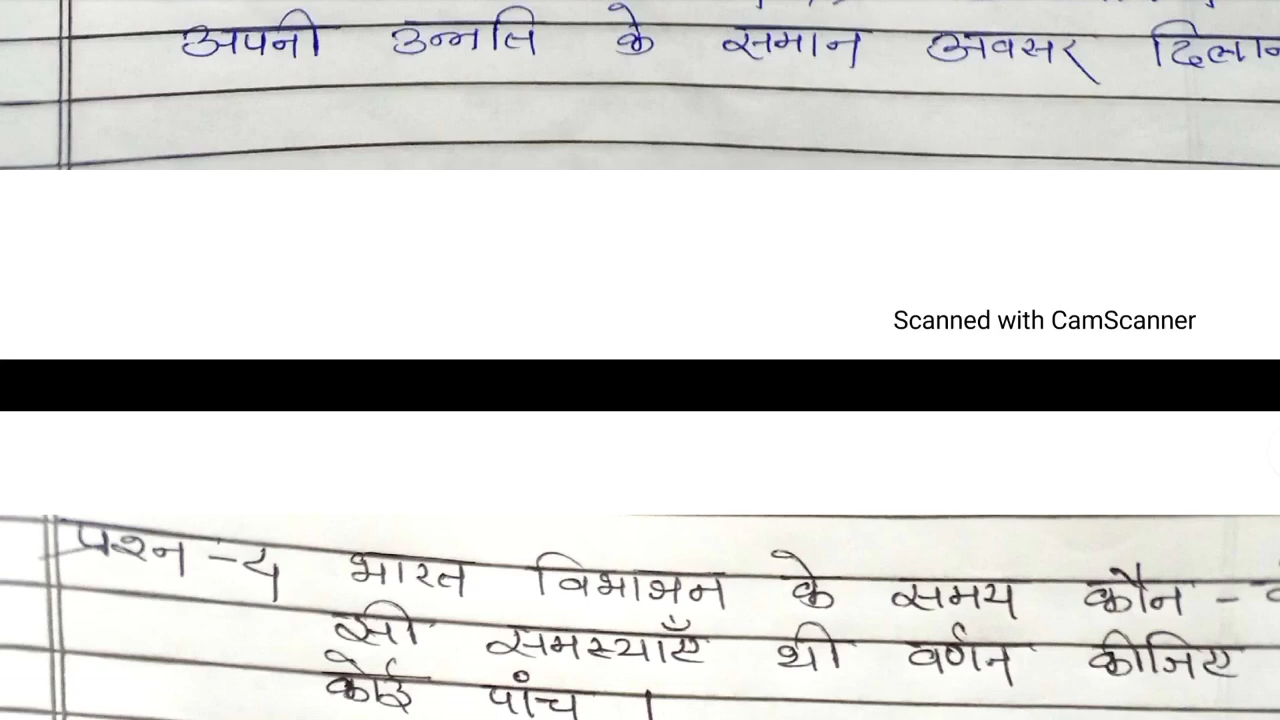 अपनी उन्नति के समान अवसर
Scanned with CamScanner
प्रश्न -4 भारत विभाजन के समय कौन -
सी समस्याएँ थी वर्णन कीजिए
कोई पांच ।